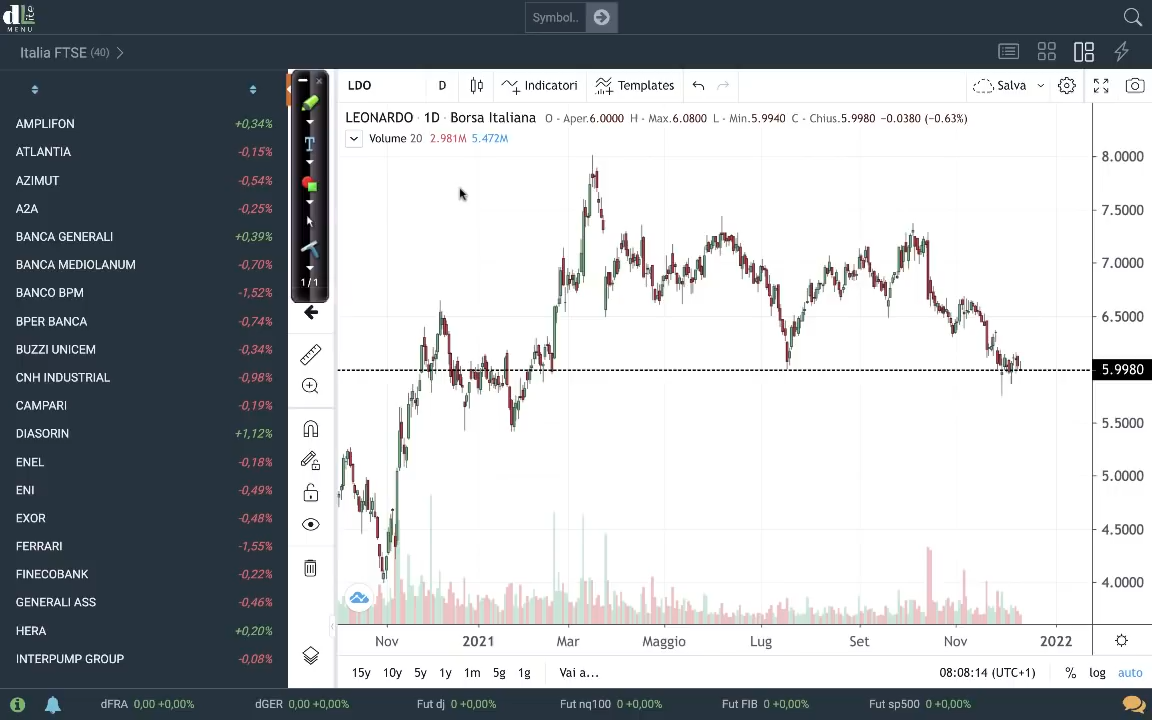 dL ite
MENU
Symbol..
Italia FTSE (40)
AMPLIFON +0,34%
ATLANTIA -0,15%
AZIMUT -0,54%
A2A -0,25%
BANCA GENERALI +0,39%
BANCA MEDIOLANUM -0,70%
BANCO BPM -1,52%
BPER BANCA -0,74%
BUZZI UNICEM -0,34%
CNH INDUSTRIAL -0,98%
CAMPARI -0,19%
DIASORIN +1,12%
ENEL -0,18%
ENI -0,49%
EXOR -0,48%
FERRARI -1,55%
FINECOBANK -0,22%
GENERALI ASS -0,46%
HERA +0,20%
INTERPUMP GROUP -0,08%
T
1/1
LDO D Indicatori Templates Salva
LEONARDO · 1D · Borsa Italiana O - Aper.6.0000 H - Max.6.0800 L - Min.5.9940 C - Chius.5.9980 -0.0380 (-0.63%)
Volume 20 2.981M 5.472M
8.0000
7.5000
7.0000
6.5000
5.9980
5.5000
5.0000
4.5000
4.0000
Nov 2021 Mar Maggio Lug Set Nov 2022
15y 10y 5y 1y 1m 5g 1g Vai a... 08:08:14 (UTC+1) % log auto
dFRA 0,00 +0,00% dGER 0,00 +0,00% Fut dj 0 +0,00% Fut nq100 0 +0,00% Fut FIB 0 +0,00% Fut sp500 0 +0,00%